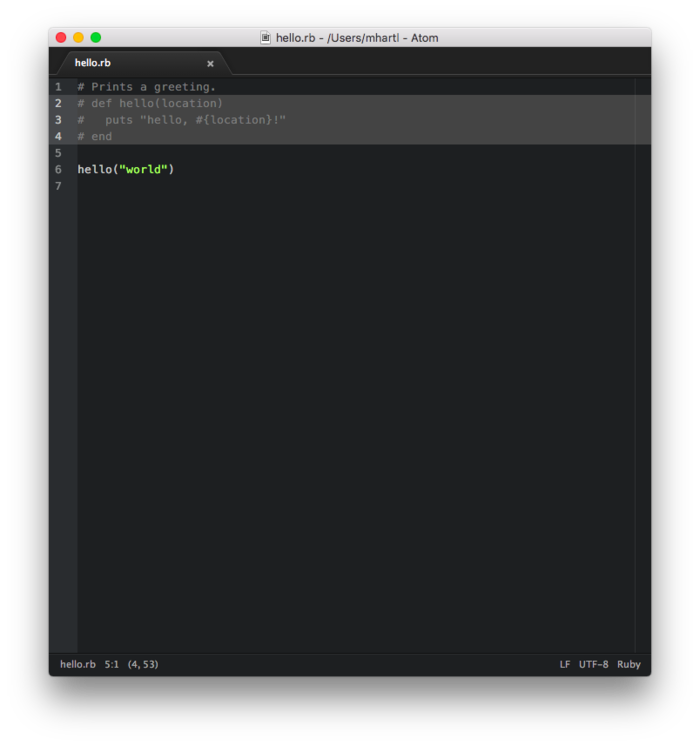 hello.rb - /Users/mhartl - Atom
hello.rb
1 # Prints a greeting.
2 # def hello(location)
3 #   puts "hello, #{location}!"
4 # end
5
6 hello("world")
7
hello.rb 5:1 (4, 53) LF UTF-8 Ruby